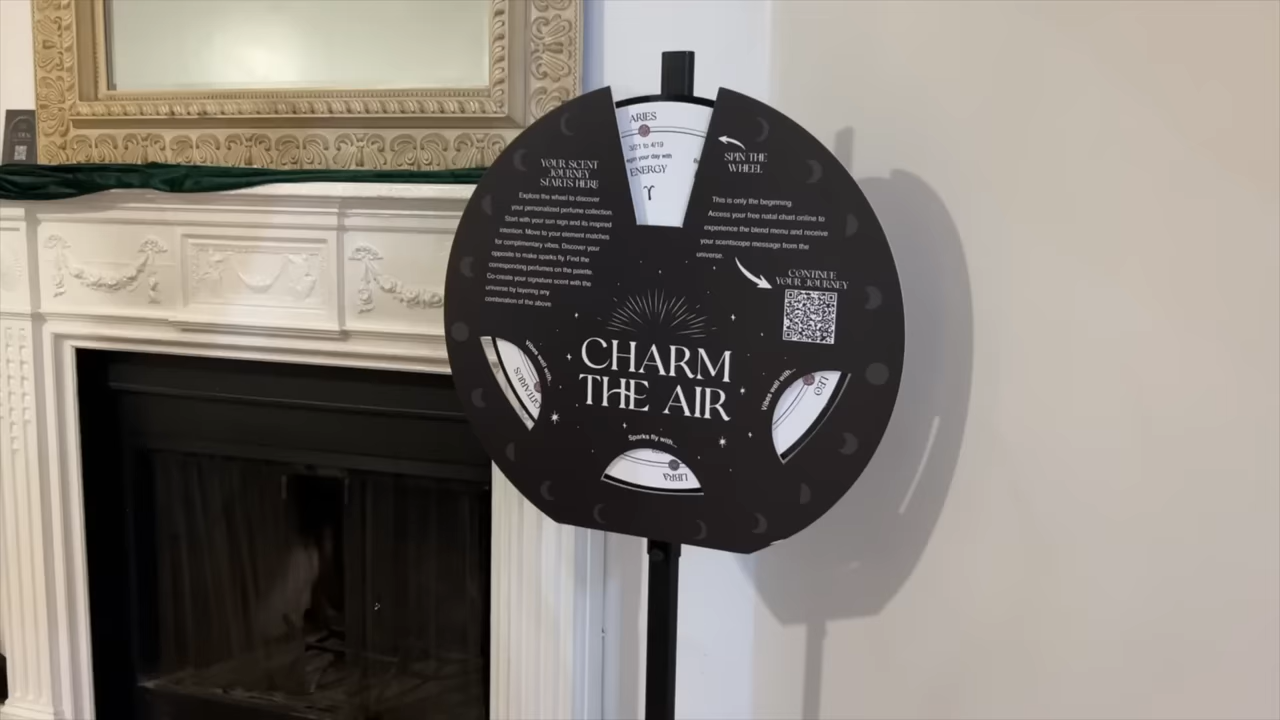 ARIES
3/21 to 4/19
your day with
ENERGY
SPIN THE
WHEEL
YOUR SCENT
JOURNEY
STARTS HERE
Explore the wheel to discover
your personalized perfume collection.
Start with your sun sign and its inspired
intention. Move to your element matches
for complimentary vibes. Discover your
opposite to make sparks fly. Find the
corresponding perfumes on the palette.
Co-create your signature scent with the
universe by layering any
combination of the above.
This is only the beginning.
Access your free natal chart online to
experience the blend menu and receive
your scentscope message from the
universe.
CONTINUE
YOUR JOURNEY
CHARM
THE AIR
Vibes well with...
Vibes well with...
LEO
Sparks fly with...
LIBRA